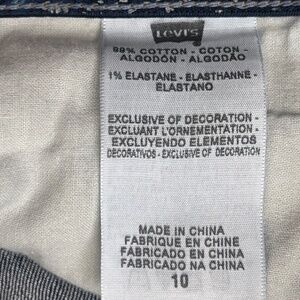 Levi's
99% COTTON - COTON -
ALGODÓN - ALGODÃO
1% ELASTANE - ELASTHANNE -
ELASTANO
EXCLUSIVE OF DECORATION -
EXCLUANT L'ORNEMENTATION -
EXCLUYENDO ELEMENTOS
DECORATIVOS - EXCLUSIVE OF DECORATION
MADE IN CHINA
FABRIQUE EN CHINE
FABRICADO EN CHINA
FABRICADO NA CHINA
10